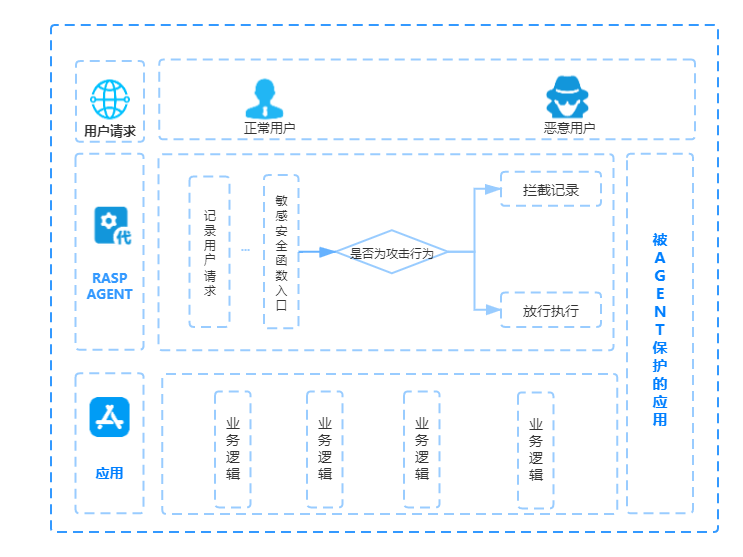 用户请求
正常用户
恶意用户
代
RASP
AGENT
记录用户请求
...
敏感安全函数入口
是否为攻击行为
拦截记录
放行执行
被AGENT保护的应用
应用
业务逻辑
业务逻辑
业务逻辑
业务逻辑